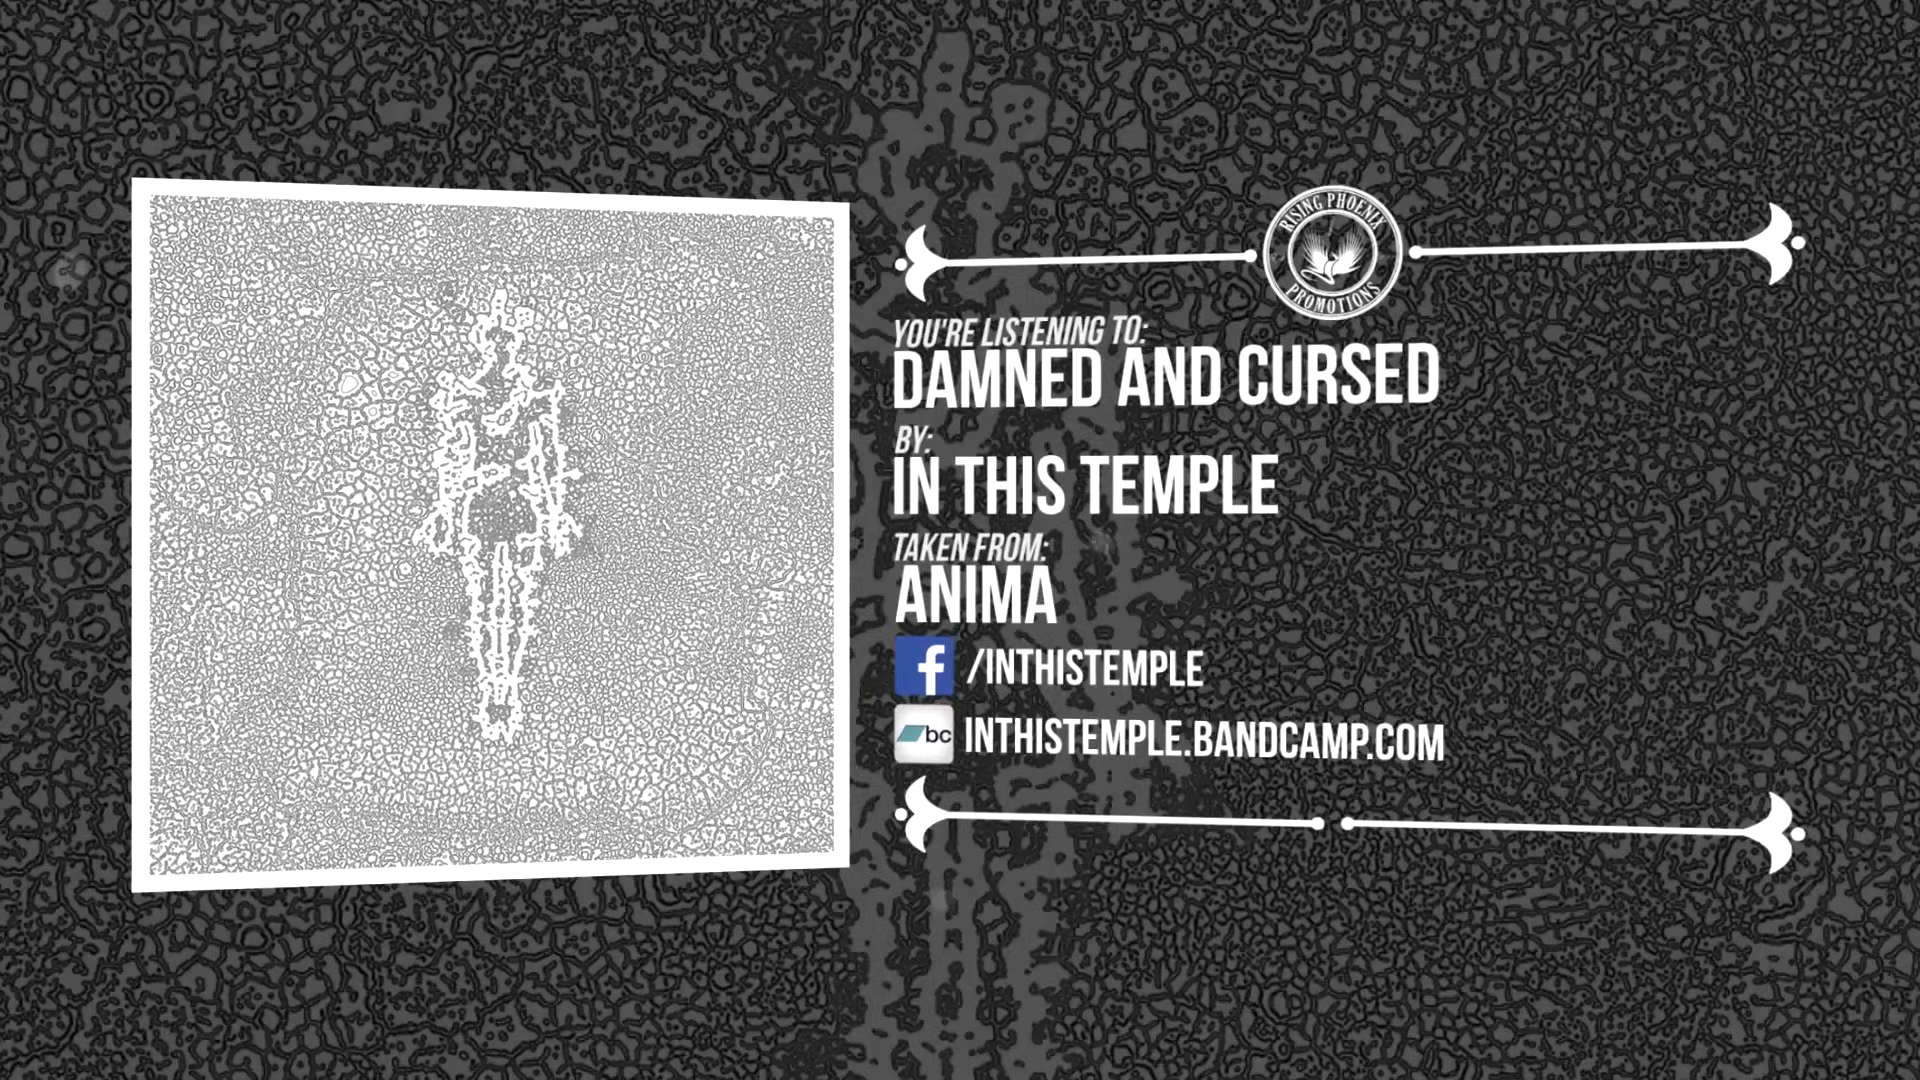 RISING PHOENIX
PROMOTIONS
YOU'RE LISTENING TO:
DAMNED AND CURSED
BY:
IN THIS TEMPLE
TAKEN FROM:
ANIMA
f /INTHISTEMPLE
bc INTHISTEMPLE.BANDCAMP.COM